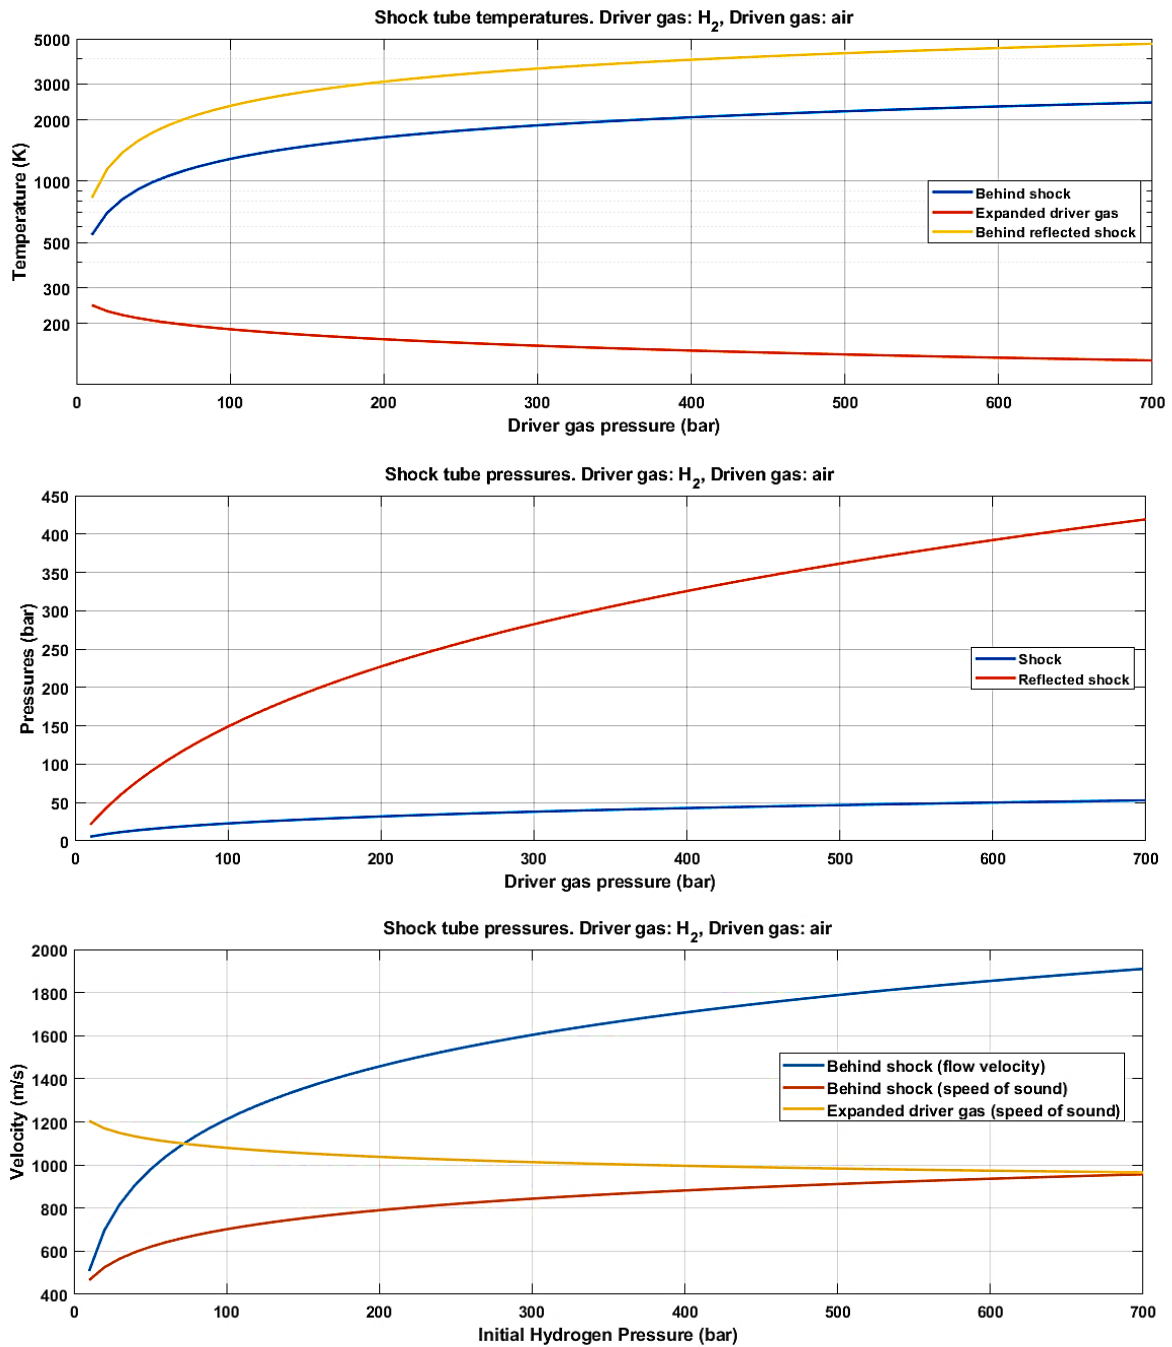 Shock tube temperatures. Driver gas: H2, Driven gas: air
Temperature (K)
5000
3000
2000
1000
500
300
200
Behind shock
Expanded driver gas
Behind reflected shock
0 100 200 300 400 500 600 700
Driver gas pressure (bar)
Shock tube pressures. Driver gas: H2, Driven gas: air
Pressures (bar)
450
400
350
300
250
200
150
100
50
0
Shock
Reflected shock
0 100 200 300 400 500 600 700
Driver gas pressure (bar)
Shock tube pressures. Driver gas: H2, Driven gas: air
Velocity (m/s)
2000
1800
1600
1400
1200
1000
800
600
400
Behind shock (flow velocity)
Behind shock (speed of sound)
Expanded driver gas (speed of sound)
0 100 200 300 400 500 600 700
Initial Hydrogen Pressure (bar)